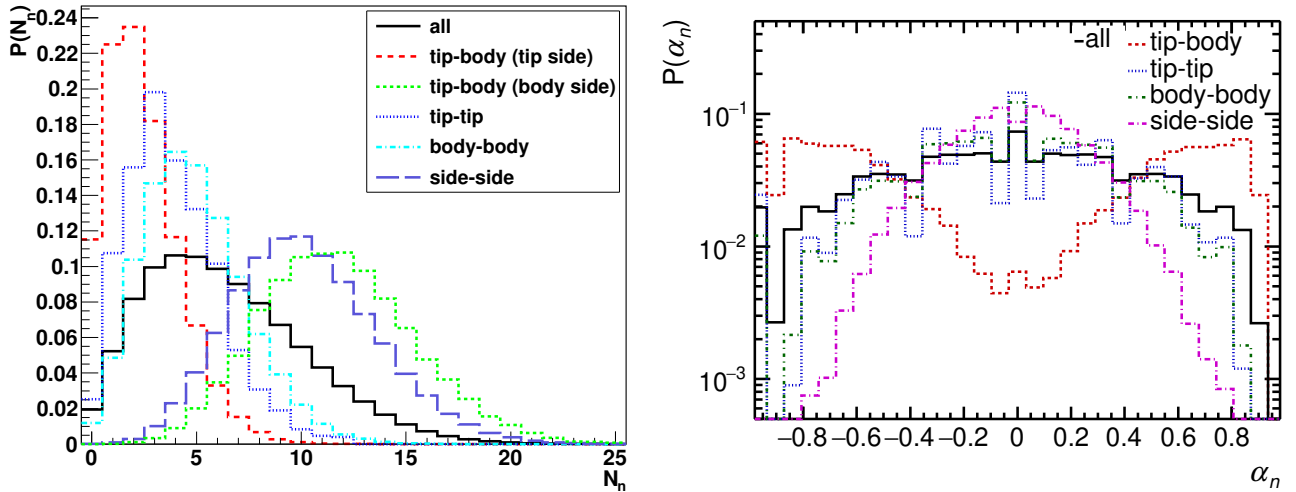 P(Nn)
0.24
0.22
0.2
0.18
0.16
0.14
0.12
0.1
0.08
0.06
0.04
0.02
0
0 5 10 15 20 25
Nn
all
tip-body (tip side)
tip-body (body side)
tip-tip
body-body
side-side
P(αn)
10⁻¹
10⁻²
10⁻³
−0.8 −0.6 −0.4 −0.2 0 0.2 0.4 0.6 0.8
αn
-all
tip-body
tip-tip
body-body
side-side